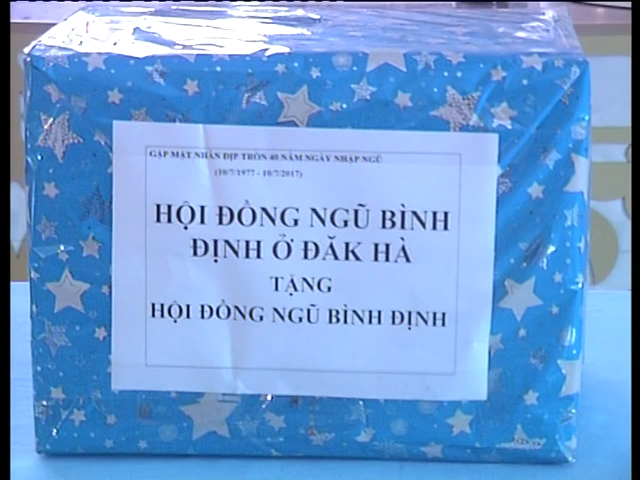 GẶP MẶT NHÂN DỊP TRÒN 40 NĂM NGÀY NHẬP NGŨ
(10/7/1977 - 10/7/2017)
HỘI ĐỒNG NGŨ BÌNH
ĐỊNH Ở ĐĂK HÀ
TẶNG
HỘI ĐỒNG NGŨ BÌNH ĐỊNH